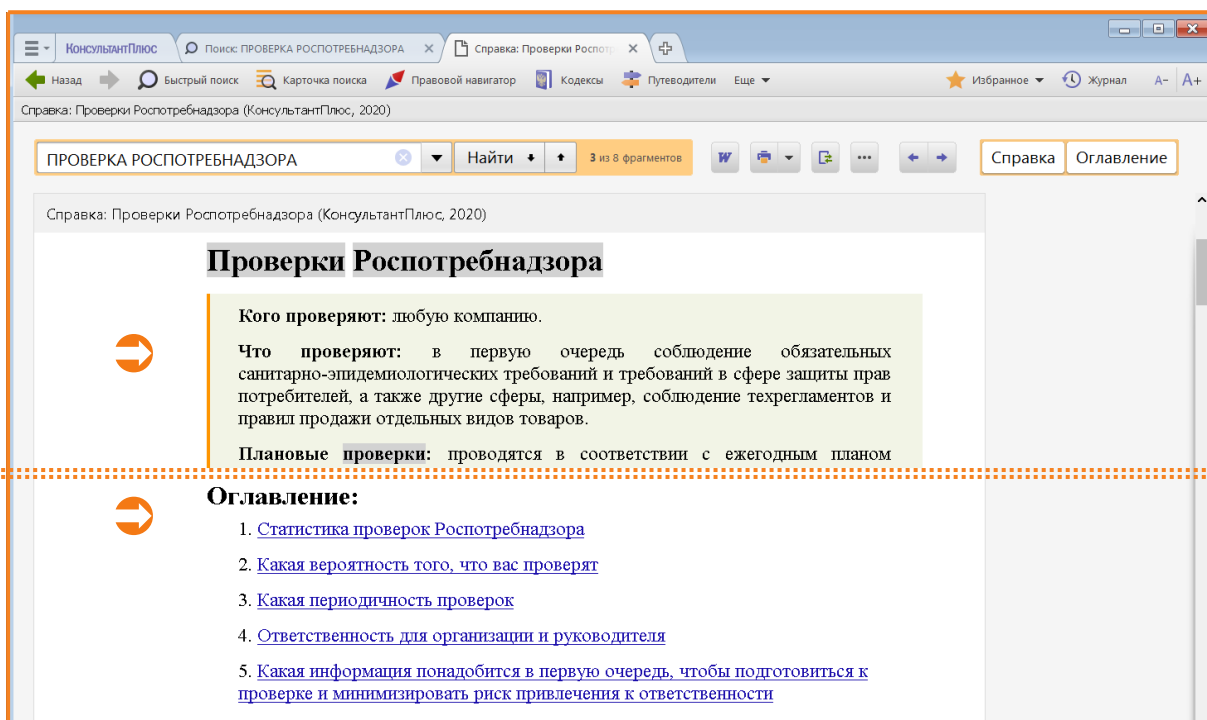 КонсультантПлюс
Поиск: ПРОВЕРКА РОСПОТРЕБНАДЗОРА
Справка: Проверки Роспотр
Назад Быстрый поиск Карточка поиска Правовой навигатор Кодексы Путеводители Еще Избранное Журнал A- A+
Справка: Проверки Роспотребнадзора (КонсультантПлюс, 2020)
ПРОВЕРКА РОСПОТРЕБНАДЗОРА Найти 3 из 8 фрагментов W ... Справка Оглавление
Справка: Проверки Роспотребнадзора (КонсультантПлюс, 2020)
Проверки Роспотребнадзора
Кого проверяют: любую компанию.
Что проверяют: в первую очередь соблюдение обязательных
санитарно-эпидемиологических требований и требований в сфере защиты прав
потребителей, а также другие сферы, например, соблюдение техрегламентов и
правил продажи отдельных видов товаров.
Плановые проверки: проводятся в соответствии с ежегодным планом
Оглавление:
1. Статистика проверок Роспотребнадзора
2. Какая вероятность того, что вас проверят
3. Какая периодичность проверок
4. Ответственность для организации и руководителя
5. Какая информация понадобится в первую очередь, чтобы подготовиться к
проверке и минимизировать риск привлечения к ответственности